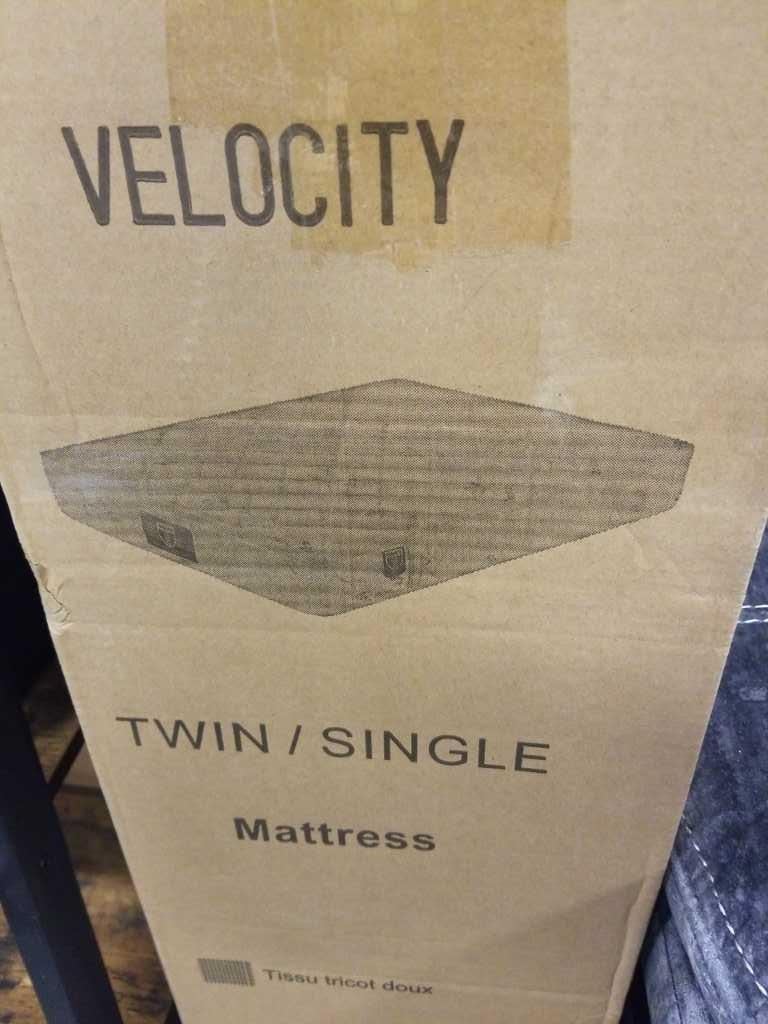 VELOCITY
TWIN / SINGLE
Mattress
Tissu tricot doux